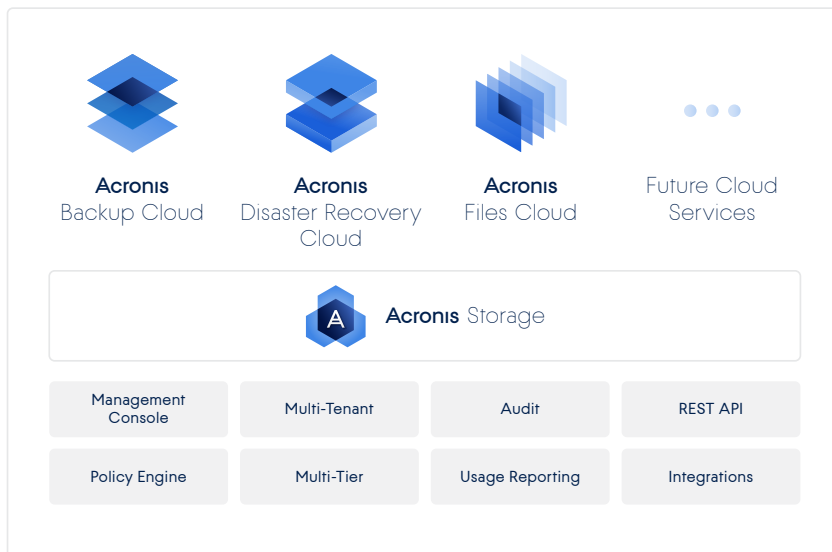 Acronis
Backup Cloud
Acronis
Disaster Recovery
Cloud
Acronis
Files Cloud
Future Cloud
Services
A
Acronis Storage
Management
Console
Multi-Tenant
Audit
REST API
Policy Engine
Multi-Tier
Usage Reporting
Integrations